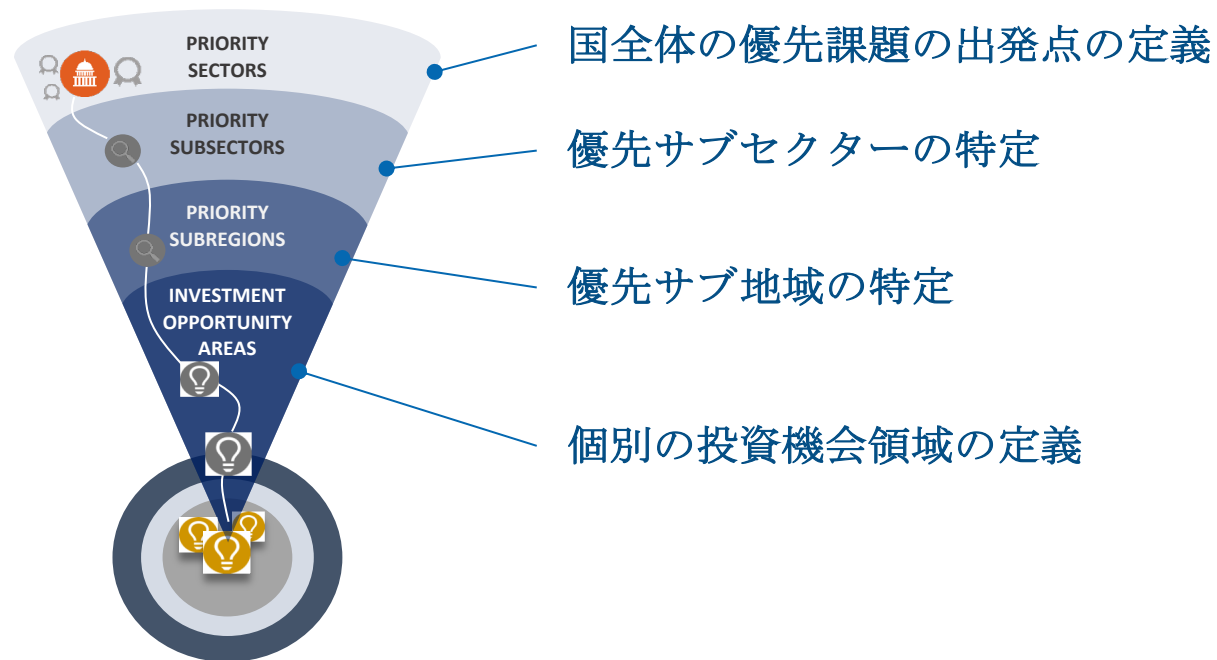 PRIORITY
SECTORS
国全体の優先課題の出発点の定義
PRIORITY
SUBSECTORS
優先サブセクターの特定
PRIORITY
SUBREGIONS
優先サブ地域の特定
INVESTMENT
OPPORTUNITY
AREAS
個別の投資機会領域の定義